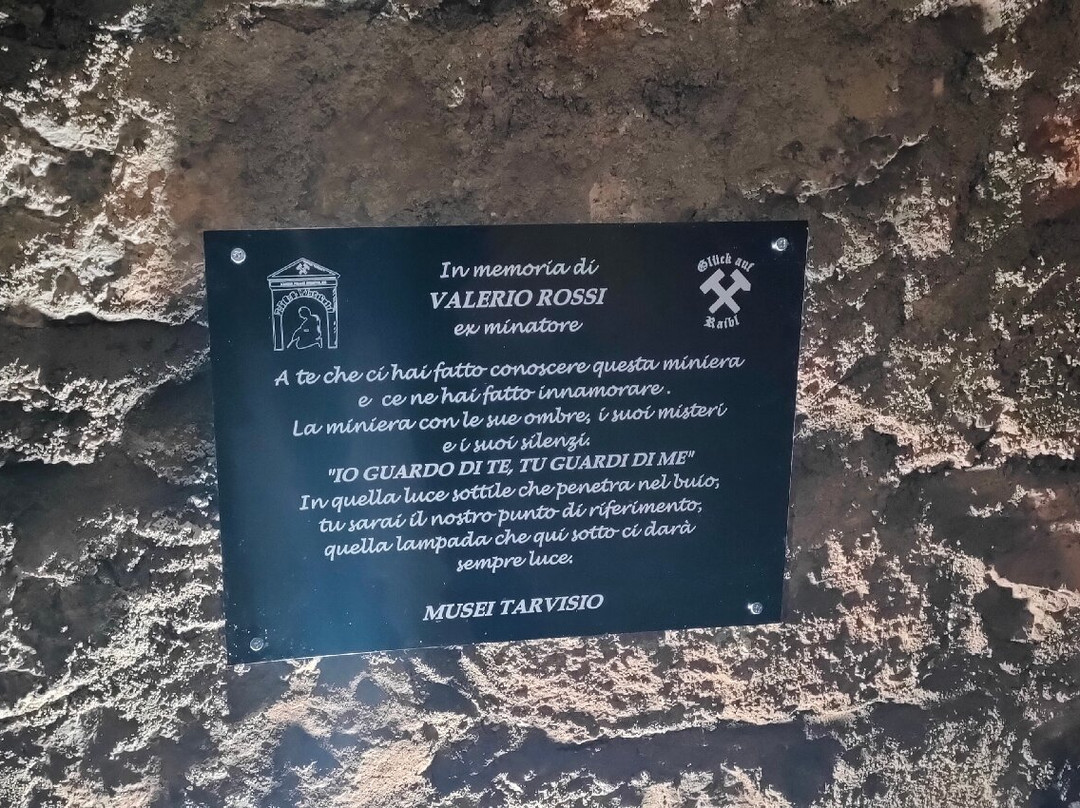 In memoria di
VALERIO ROSSI
ex minatore
Glück auf
Raibl
A te che ci hai fatto conoscere questa miniera
e ce ne hai fatto innamorare .
La miniera con le sue ombre, i suoi misteri
e i suoi silenzi.
"IO GUARDO DI TE, TU GUARDI DI ME"
In quella luce sottile che penetra nel buio,
tu sarai il nostro punto di riferimento,
quella lampada che qui sotto ci darà
sempre luce.
MUSEI TARVISIO